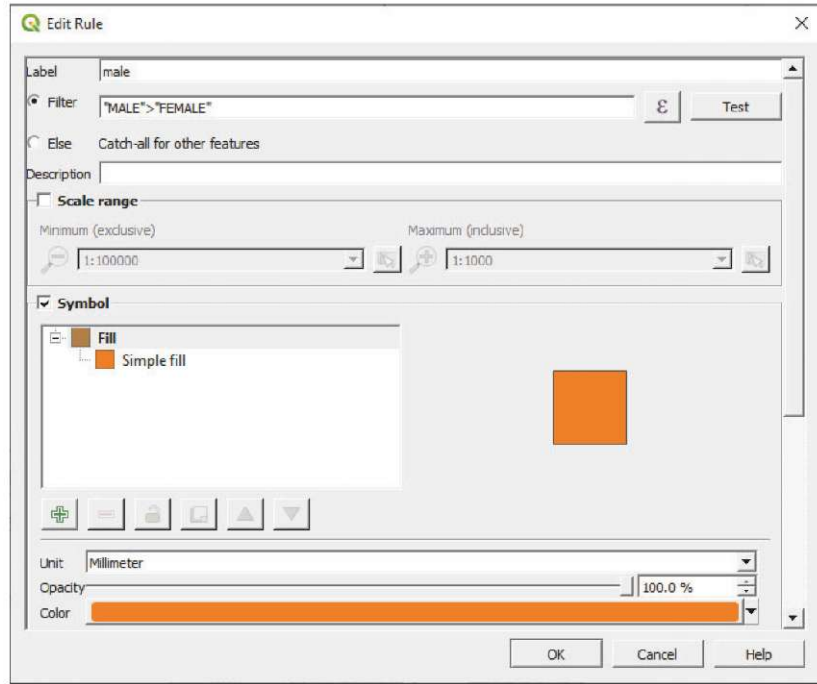 Edit Rule
Label male
Filter "MALE">"FEMALE" ε Test
Else Catch-all for other features
Description
Scale range
Minimum (exclusive) Maximum (inclusive)
1:100000 1:1000
Symbol
Fill
Simple fill
Unit Millimeter
Opacity 100.0 %
Color
OK Cancel Help